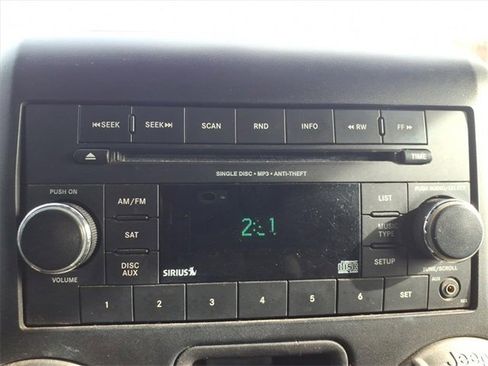 ⏮SEEK SEEK⏭ SCAN RND INFO ◀◀ RW FF ▶▶
TIME
SINGLE DISC • MP3 • ANTI-THEFT
PUSH ON
VOLUME
AM/FM
SAT
DISC
AUX
SIRIUS
LIST
MUSIC
TYPE
SETUP
PUSH AUDIO/SELECT
TUNE/SCROLL
AUX
1 2 3 4 5 6 SET
Jeep